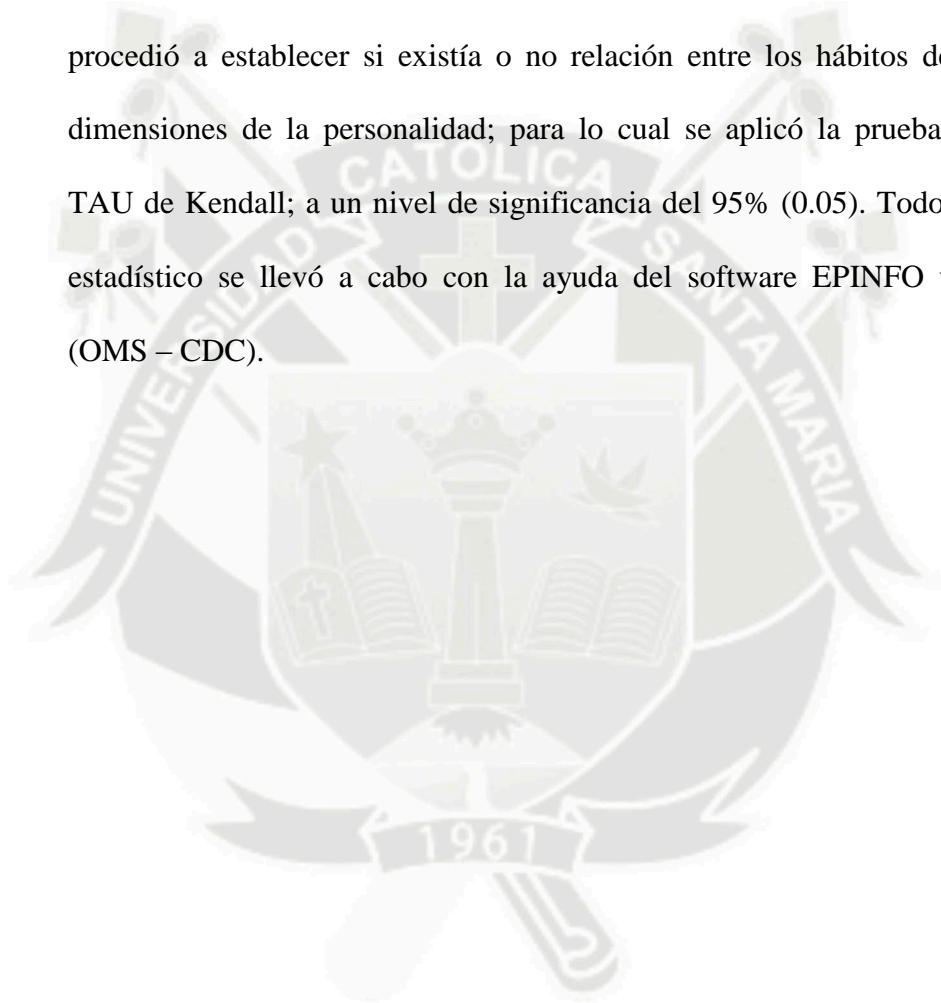 procedió a establecer si existía o no relación entre los hábitos de
dimensiones de la personalidad; para lo cual se aplicó la prueba
TAU de Kendall; a un nivel de significancia del 95% (0.05). Todo
estadístico se llevó a cabo con la ayuda del software EPINFO
(OMS – CDC).
UNIVERSIDAD CATOLICA SANTA MARIA
1961